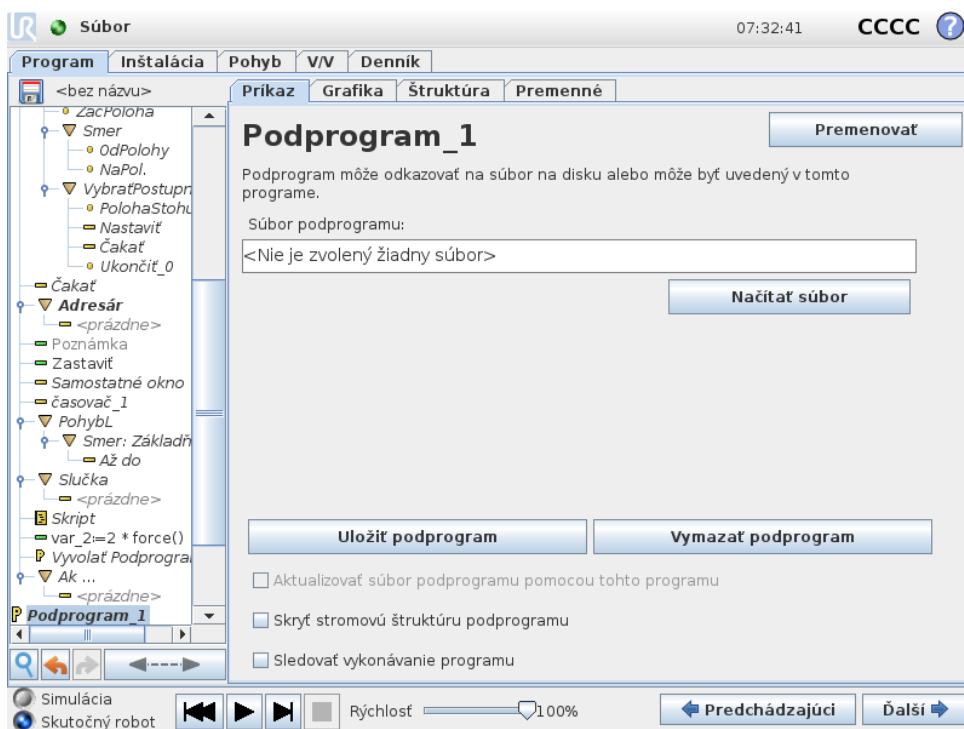 UR Súbor 07:32:41 CCCC ?
Program Inštalácia Pohyb V/V Denník
<bez názvu>
Príkaz Grafika Štruktúra Premenné
ZacPoloha
Smer
OdPolohy
NaPol.
VybraťPostupn
PolohaStohu
Nastaviť
Čakať
Ukončiť_0
Čakať
Adresár
<prázdne>
Poznámka
Zastaviť
Samostatné okno
časovač_1
PohybL
Smer: Základň
Až do
Slučka
<prázdne>
Skript
var_2:=2 * force()
Vyvolať Podprogra
Ak ...
<prázdne>
P Podprogram_1
Podprogram_1
Premenovať
Podprogram môže odkazovať na súbor na disku alebo môže byť uvedený v tomto
programe.
Súbor podprogramu:
<Nie je zvolený žiadny súbor>
Načítať súbor
Uložiť podprogram Vymazať podprogram
Aktualizovať súbor podprogramu pomocou tohto programu
Skryť stromovú štruktúru podprogramu
Sledovať vykonávanie programu
Simulácia
Skutočný robot
Rýchlosť 100%
Predchádzajúci Ďalší